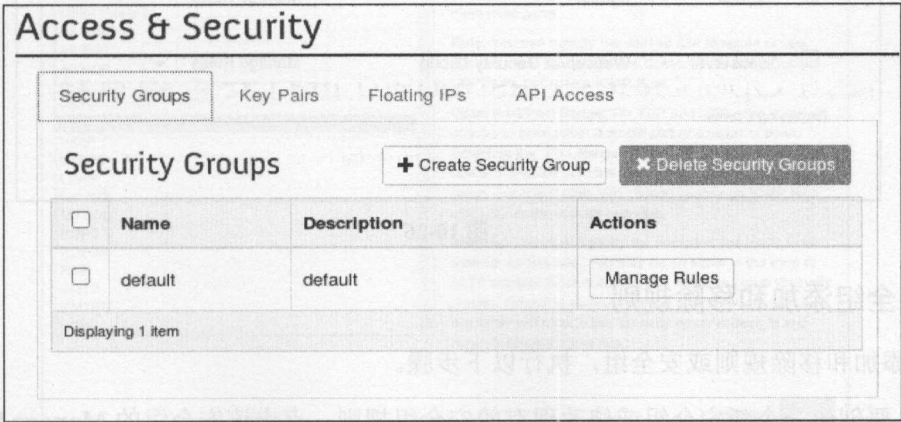 Access & Security
Security Groups Key Pairs Floating IPs API Access
Security Groups + Create Security Group ✖ Delete Security Groups
Name Description Actions
default default Manage Rules
Displaying 1 item